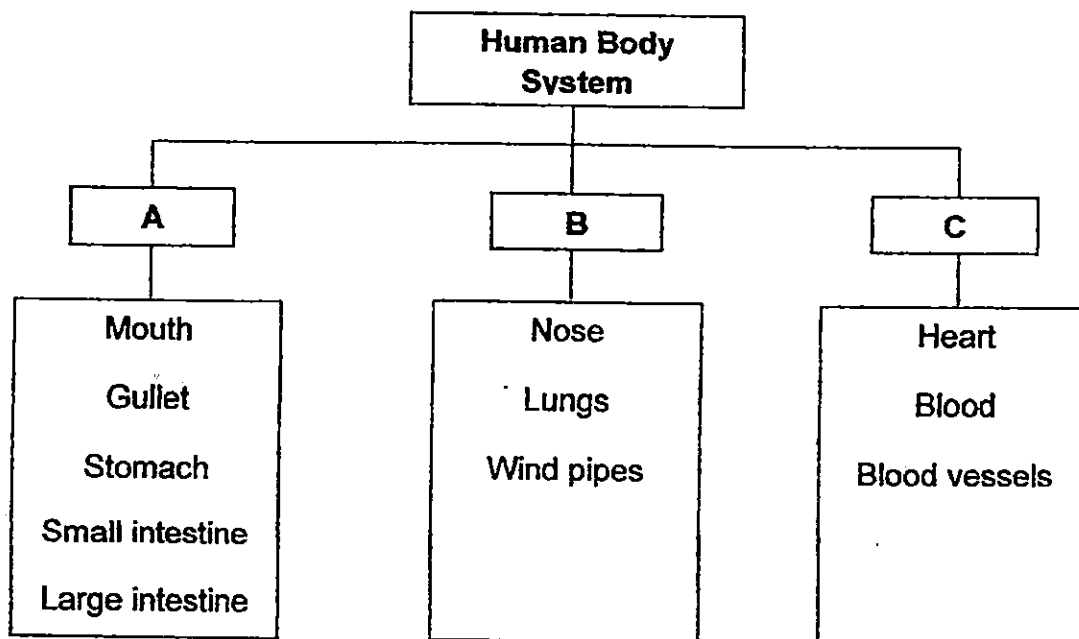 Human Body
System
A
B
C
Mouth
Gullet
Stomach
Small intestine
Large intestine
Nose
Lungs
Wind pipes
Heart
Blood
Blood vessels